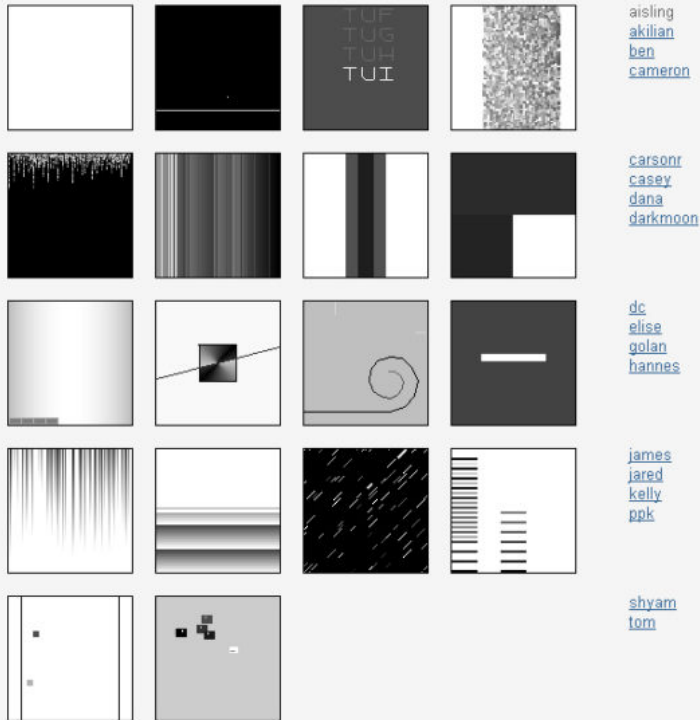 TUF
TUG
TUH
TUI
aisling
akilian
ben
cameron
carsonr
casey
dana
darkmoon
dc
elise
golan
hannes
james
jared
kelly
ppk
shyam
tom